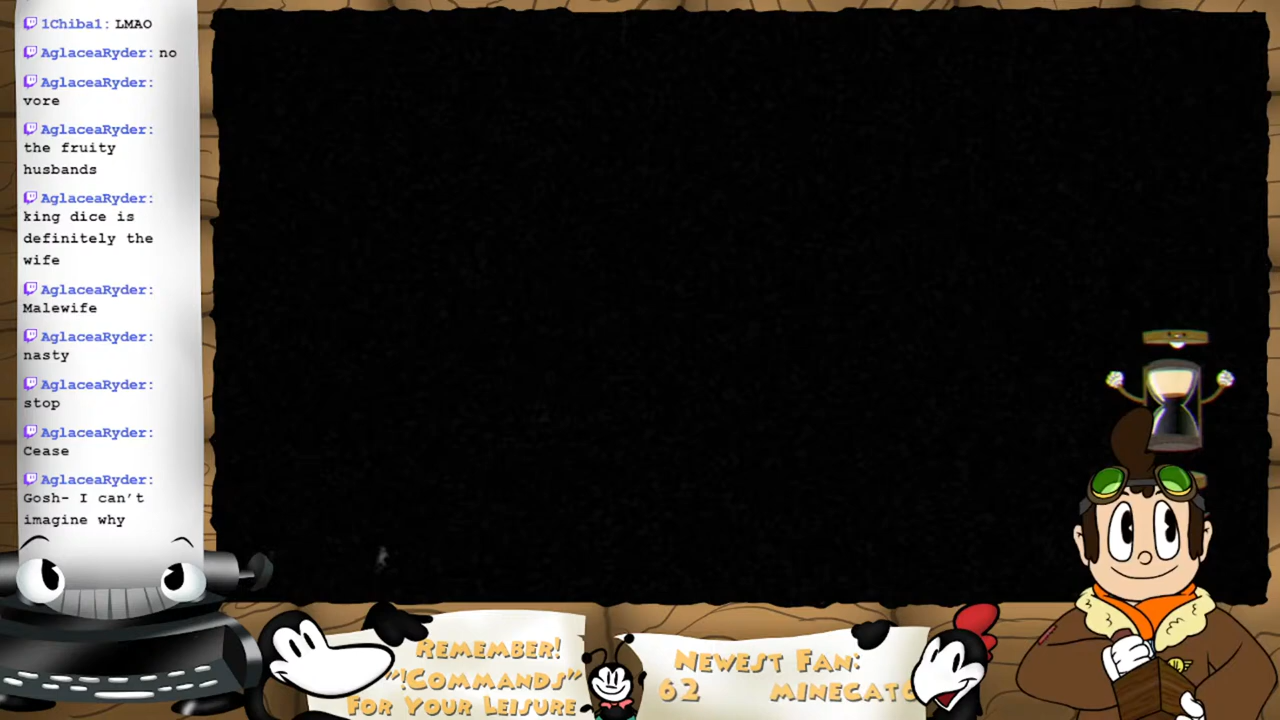 1Chiba1: LMAO
AglaceaRyder: no
AglaceaRyder:
vore
AglaceaRyder:
the fruity
husbands
AglaceaRyder:
king dice is
definitely the
wife
AglaceaRyder:
Malewife
AglaceaRyder:
nasty
AglaceaRyder:
stop
AglaceaRyder:
Cease
AglaceaRyder:
Gosh- I can't
imagine why
Remember!
"!Commands"
For Your Leisure
Newest Fan:
62 minecat